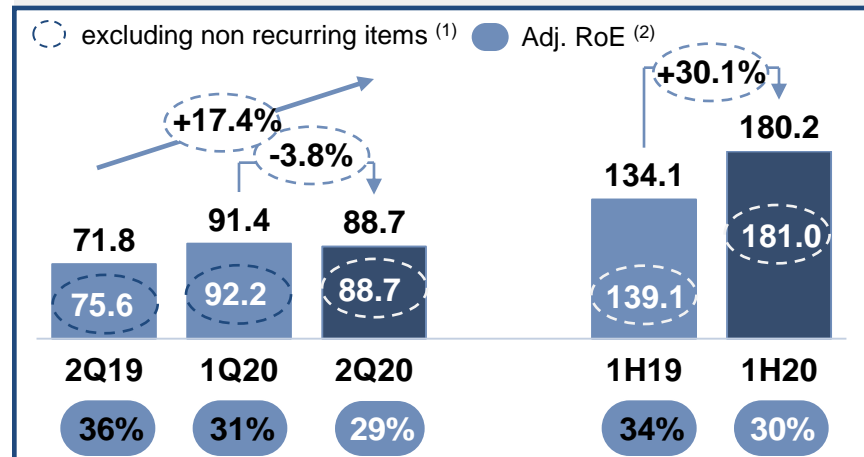 excluding non recurring items (1) Adj. RoE (2)
+30.1%
+17.4%
180.2
-3.8%
134.1
91.4 88.7
71.8
181.0
75.6 92.2 88.7 139.1
2Q19 1Q20 2Q20 1H19 1H20
36% 31% 29% 34% 30%